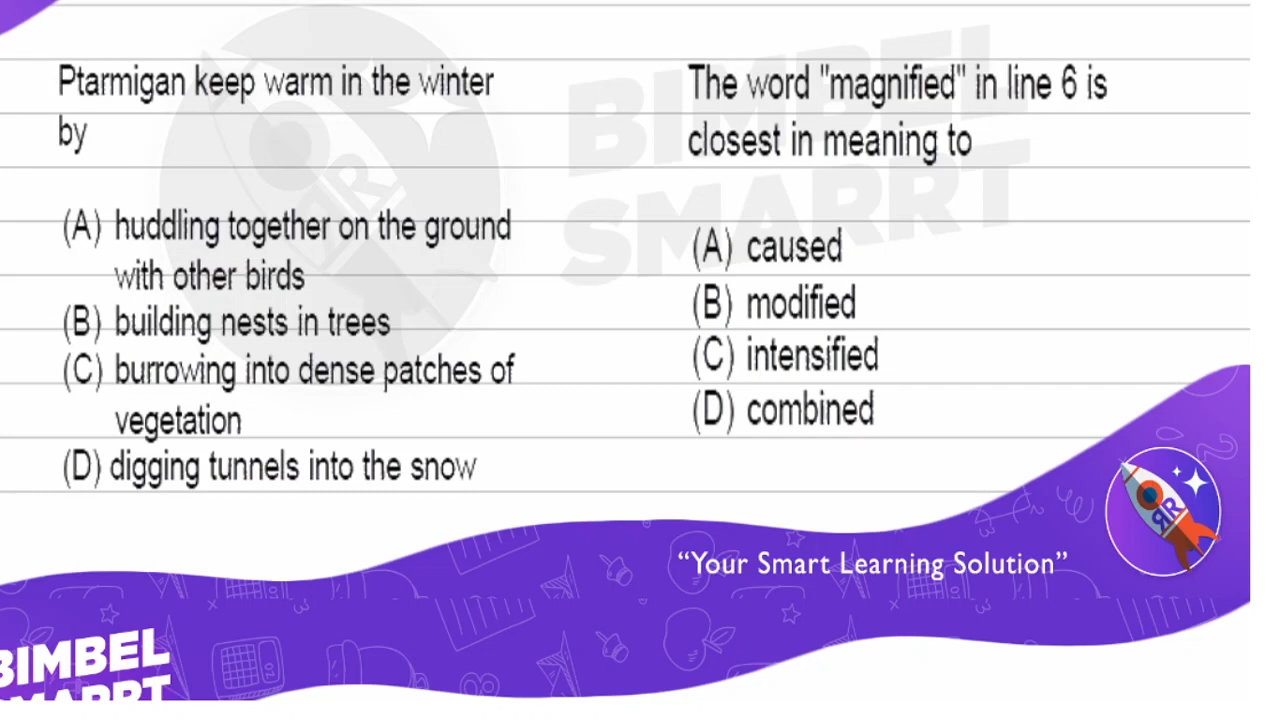 Ptarmigan keep warm in the winter
by
(A) huddling together on the ground
with other birds
(B) building nests in trees
(C) burrowing into dense patches of
vegetation
(D) digging tunnels into the snow
The word "magnified" in line 6 is
closest in meaning to
(A) caused
(B) modified
(C) intensified
(D) combined
BIMBEL
SMARRT
“Your Smart Learning Solution”
BIMBEL
SMARRT